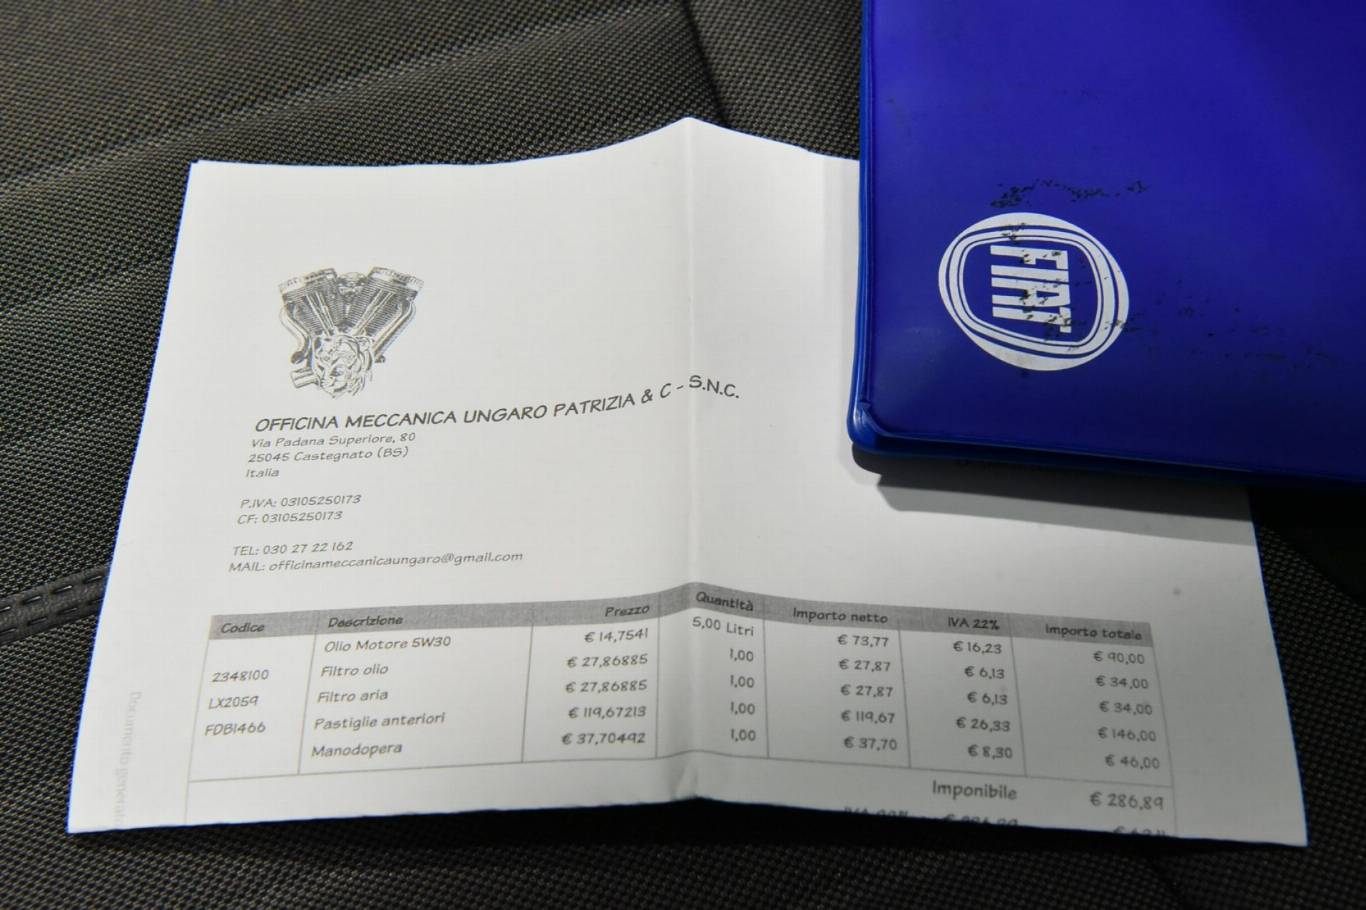 OFFICINA MECCANICA UNGARO PATRIZIA & C - S.N.C.
Via Padana Superiore, 80
25045 Castegnato (BS)
Italia
P.IVA: 03105250173
CF: 03105250173
TEL: 030 27 22 162
MAIL: officinameccanicaungaro@gmail.com
Codice Descrizione Prezzo Quantità Importo netto IVA 22% Importo totale
Olio Motore 5W30 € 14,7541 5,00 Litri € 73,77 € 16,23 € 90,00
2348100 Filtro olio € 27,86885 1,00 € 27,87 € 6,13 € 34,00
LX2059 Filtro aria € 27,86885 1,00 € 27,87 € 6,13 € 34,00
FDB1466 Pastiglie anteriori € 119,67213 1,00 € 119,67 € 26,33 € 146,00
Manodopera € 37,70492 1,00 € 37,70 € 8,30 € 46,00
Imponibile € 286,89
Documento
FIAT